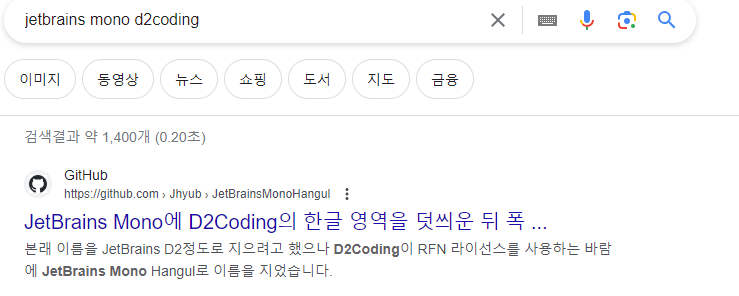 jetbrains mono d2coding
이미지 동영상 뉴스 쇼핑 도서 지도 금융
검색결과 약 1,400개 (0.20초)
GitHub
https://github.com › Jhyub › JetBrainsMonoHangul
JetBrains Mono에 D2Coding의 한글 영역을 덧씌운 뒤 폭 ...
본래 이름을 JetBrains D2정도로 지으려고 했으나 D2Coding이 RFN 라이선스를 사용하는 바람
에 JetBrains Mono Hangul로 이름을 지었습니다.